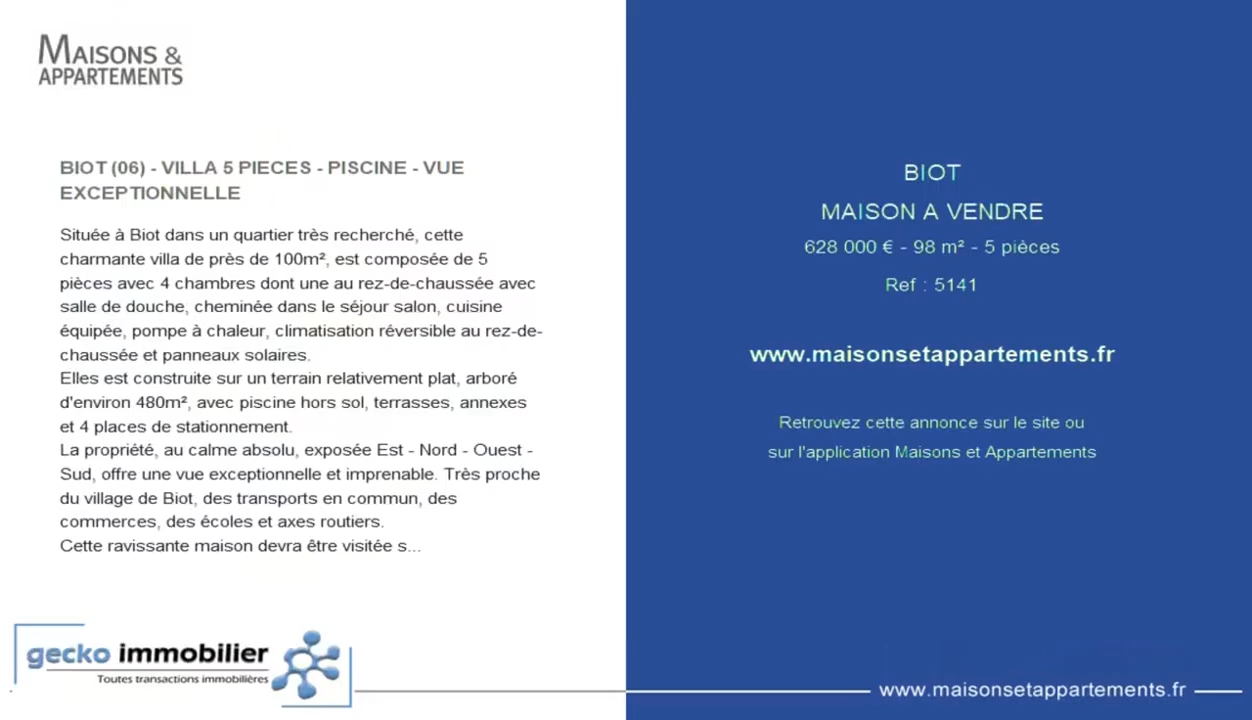 MAISONS &
APPARTEMENTS
BIOT (06) - VILLA 5 PIECES - PISCINE - VUE
EXCEPTIONNELLE
Située à Biot dans un quartier très recherché, cette
charmante villa de près de 100m², est composée de 5
pièces avec 4 chambres dont une au rez-de-chaussée avec
salle de douche, cheminée dans le séjour salon, cuisine
équipée, pompe à chaleur, climatisation réversible au rez-de-
chaussée et panneaux solaires.
Elles est construite sur un terrain relativement plat, arboré
d'environ 480m², avec piscine hors sol, terrasses, annexes
et 4 places de stationnement.
La propriété, au calme absolu, exposée Est - Nord - Ouest -
Sud, offre une vue exceptionnelle et imprenable. Très proche
du village de Biot, des transports en commun, des
commerces, des écoles et axes routiers.
Cette ravissante maison devra être visitée s...
gecko immobilier
Toutes transactions immobilières
BIOT
MAISON A VENDRE
628 000 € - 98 m² - 5 pièces
Ref : 5141
www.maisonsetappartements.fr
Retrouvez cette annonce sur le site ou
sur l'application Maisons et Appartements
www.maisonsetappartements.fr